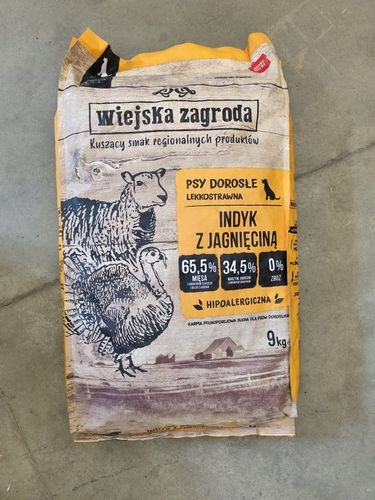 wiejska zagroda
Kuszący smak regionalnych produktów
PSY DOROSŁE
LEKKOSTRAWNA
INDYK
Z JAGNIĘCINĄ
65,5% 34,5% 0%
MIĘSA ZBÓŻ
HIPOALERGICZNA
KARMA PEŁNOPORCJOWA SUCHA DLA PSÓW DOROSŁYCH
9kg